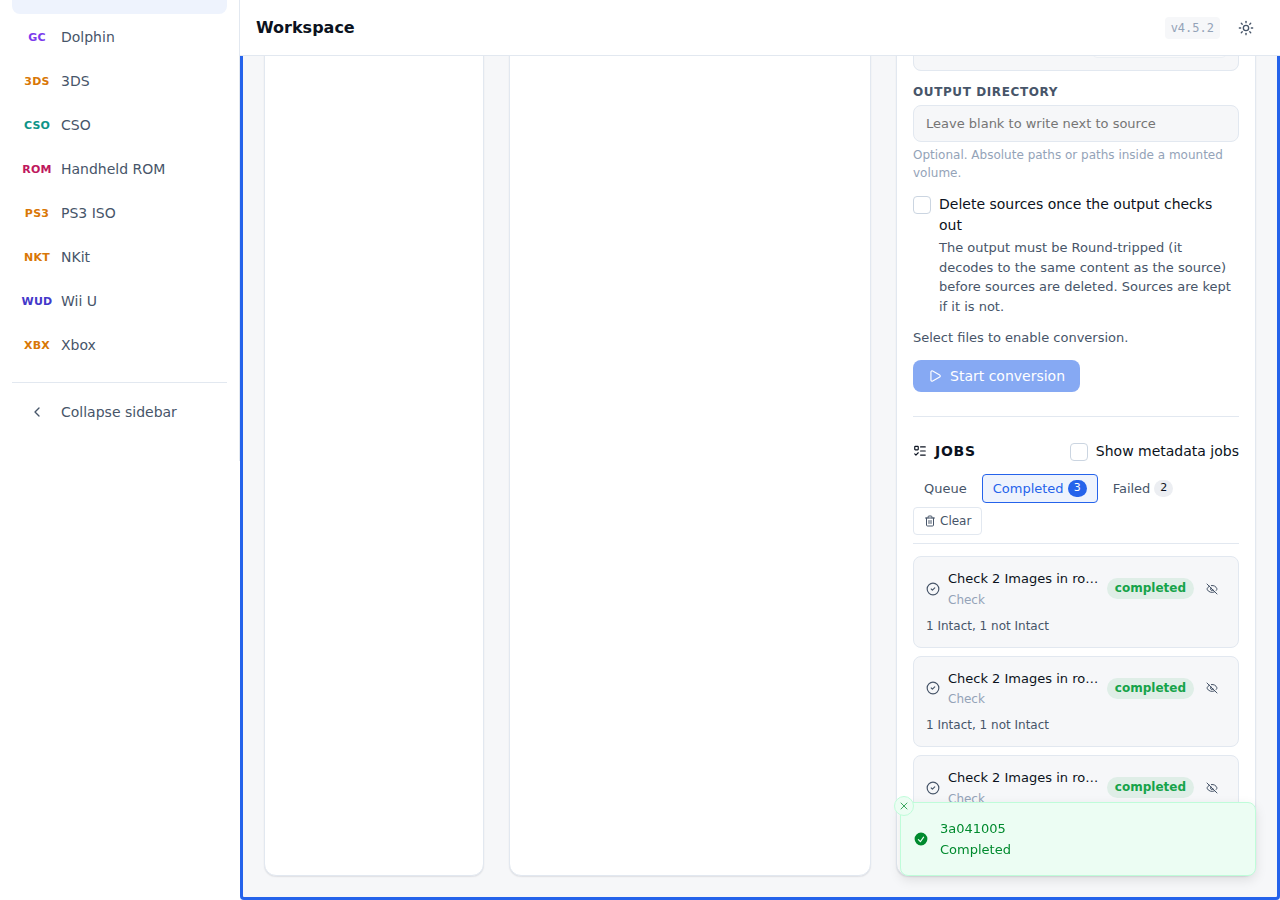 GC Dolphin
3DS 3DS
CSO CSO
ROM Handheld ROM
PS3 PS3 ISO
NKT NKit
WUD Wii U
XBX Xbox
Collapse sidebar
Workspace
v4.5.2
OUTPUT DIRECTORY
Leave blank to write next to source
Optional. Absolute paths or paths inside a mounted
volume.
Delete sources once the output checks
out
The output must be Round-tripped (it
decodes to the same content as the source)
before sources are deleted. Sources are kept
if it is not.
Select files to enable conversion.
Start conversion
JOBS
Show metadata jobs
Queue
Completed 3
Failed 2
Clear
Check 2 Images in ro...
completed
Check
1 Intact, 1 not Intact
Check 2 Images in ro...
completed
Check
1 Intact, 1 not Intact
Check 2 Images in ro...
completed
Check
3a041005
Completed